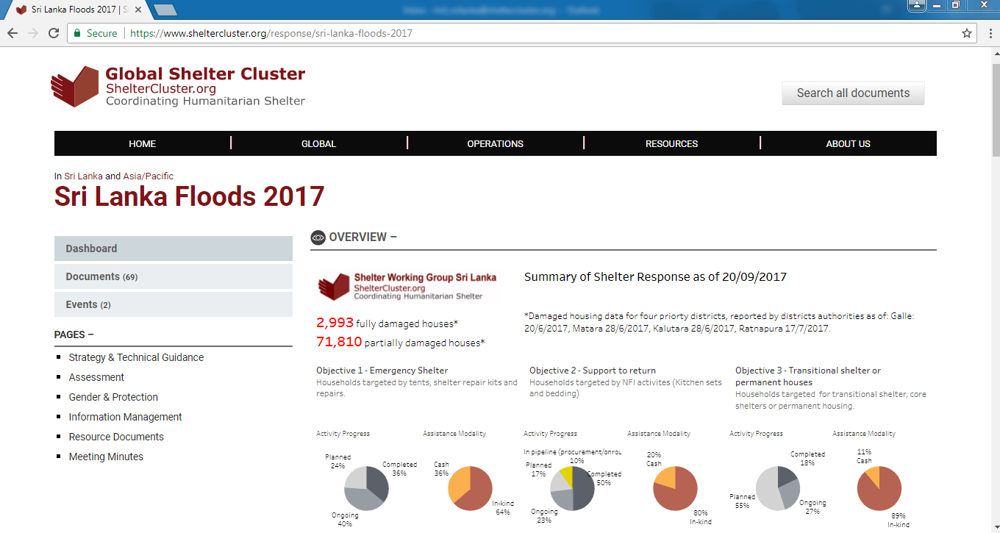 Sri Lanka Floods 2017 | S
Secure
https://www.sheltercluster.org/response/sri-lanka-floods-2017
Global Shelter Cluster
ShelterCluster.org
Coordinating Humanitarian Shelter
Search all documents
HOME
GLOBAL
OPERATIONS
RESOURCES
ABOUT US
In Sri Lanka and Asia/Pacific
Sri Lanka Floods 2017
Dashboard
Documents (69)
Events (2)
PAGES –
Strategy & Technical Guidance
Assessment
Gender & Protection
Information Management
Resource Documents
Meeting Minutes
OVERVIEW –
Shelter Working Group Sri Lanka
ShelterCluster.org
Coordinating Humanitarian Shelter
Summary of Shelter Response as of 20/09/2017
2,993 fully damaged houses*
71,810 partially damaged houses*
*Damaged housing data for four priorty districts, reported by districts authorities as of: Galle:
20/6/2017, Matara 28/6/2017, Kalutara 28/6/2017, Ratnapura 17/7/2017.
Objective 1 - Emergency Shelter
Households targeted by tents, shelter repair kits and
repairs.
Objective 2 - Support to return
Households targeted by NFI activites (Kitchen sets
and bedding)
Objective 3 - Transitional shelter or
permanent houses
Households targeted for transitional shelter, core
shelters or permanent housing.
Activity Progress
Planned
24%
Completed
36%
Ongoing
40%
Assistance Modality
Cash
36%
In-kind
64%
Activity Progress
In pipeline (procurement/onrou
10%
Planned
17%
Completed
50%
Ongoing
23%
Assistance Modality
20%
Cash
80%
In-kind
Activity Progress
Completed
18%
Planned
55%
Ongoing
27%
Assistance Modality
11%
Cash
89%
In-kind